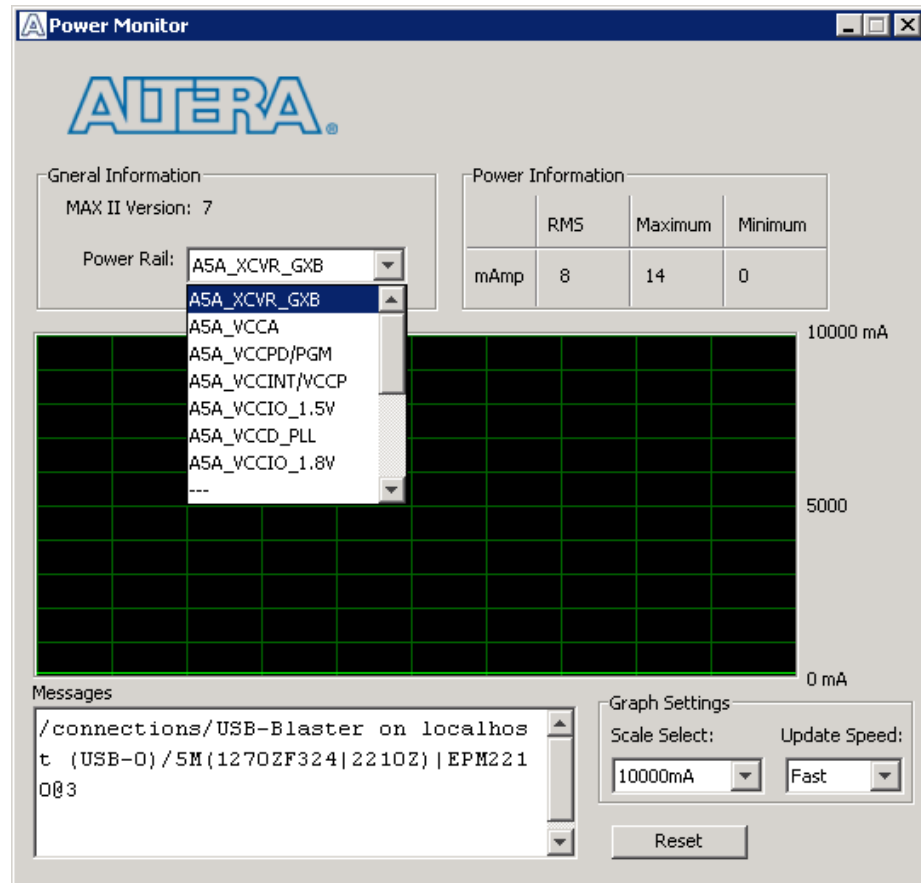 Power Monitor
ALTERA®
Gneral Information
MAX II Version: 7
Power Rail: A5A_XCVR_GXB
A5A_XCVR_GXB
A5A_VCCA
A5A_VCCPD/PGM
A5A_VCCINT/VCCP
A5A_VCCIO_1.5V
A5A_VCCD_PLL
A5A_VCCIO_1.8V
---
Power Information
RMS Maximum Minimum
mAmp 8 14 0
10000 mA
5000
0 mA
Messages
/connections/USB-Blaster on localhos
t (USB-0)/5M(1270ZF324|2210Z)|EPM221
0@3
Graph Settings
Scale Select: Update Speed:
10000mA Fast
Reset